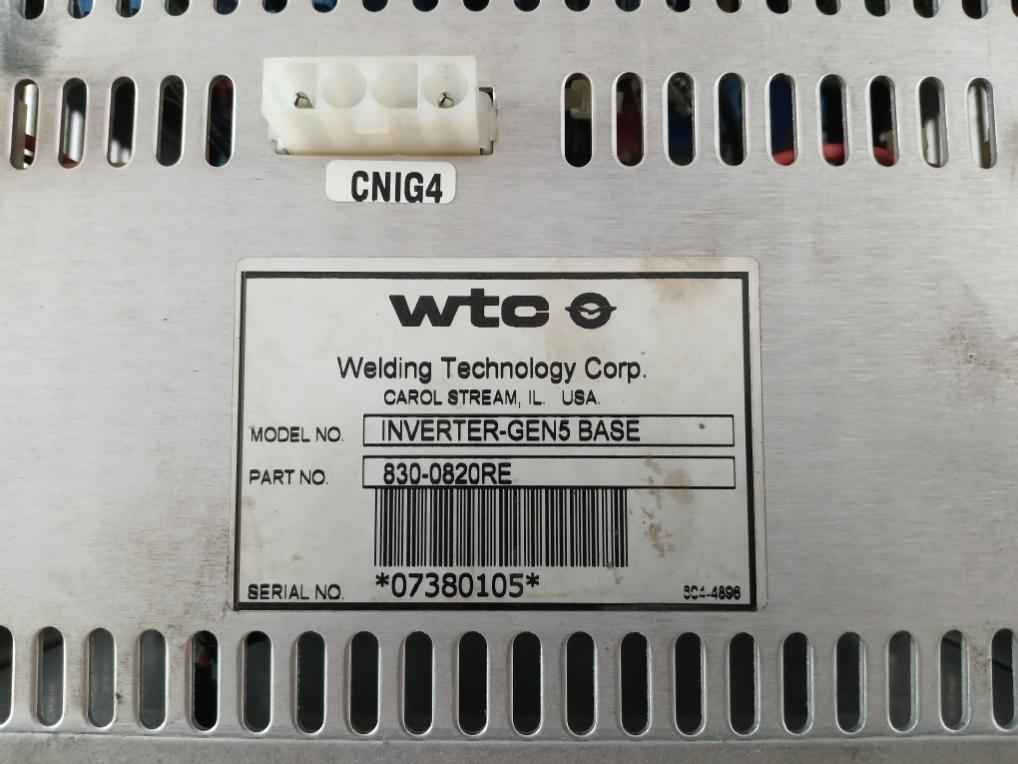 CNIG4
wtc
Welding Technology Corp.
CAROL STREAM, IL. USA.
MODEL NO. INVERTER-GEN5 BASE
PART NO. 830-0820RE
SERIAL NO. *07380105*